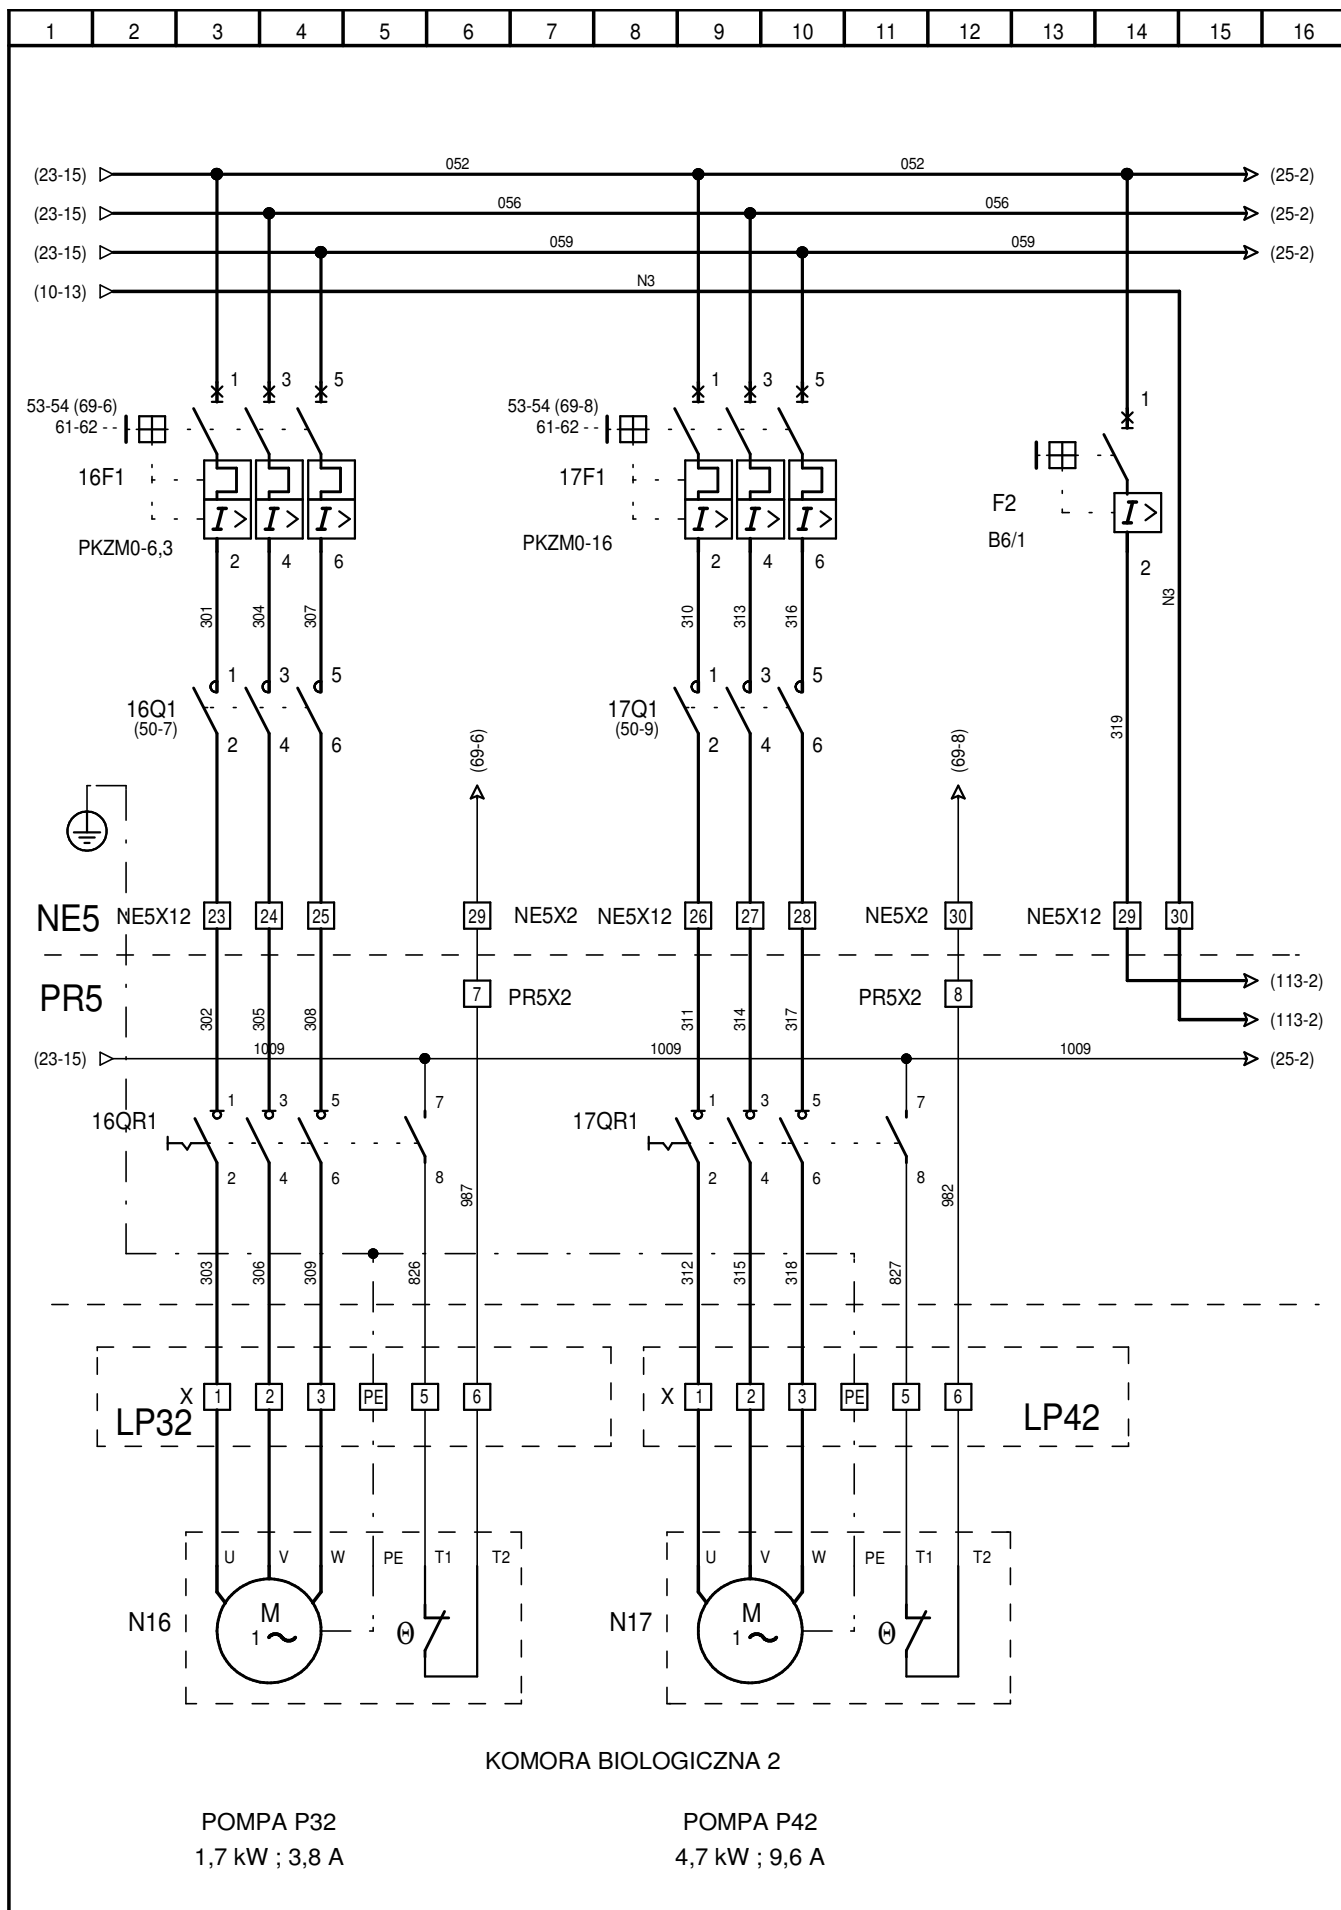 1 2 3 4 5 6 7 8 9 10 11 12 13 14 15 16
(23-15) 052 052 (25-2)
(23-15) 056 056 (25-2)
(23-15) 059 059 (25-2)
(10-13) N3
1 3 5 1 3 5 1
53-54 (69-6) 53-54 (69-8)
61-62 61-62
16F1 17F1 F2
I> I> I> I> I> I> I>
PKZM0-6,3 PKZM0-16 B6/1
2 4 6 2 4 6 2
301 304 307 310 313 316 N3
1 3 5 1 3 5
16Q1 17Q1
(50-7) (50-9)
2 4 6 (69-6) 2 4 6 (69-8) 319
NE5 NE5X12 23 24 25 29 NE5X2 NE5X12 26 27 28 NE5X2 30 NE5X12 29 30
(113-2)
PR5 7 PR5X2 PR5X2 8
302 305 308 311 314 317 (113-2)
(23-15) 1009 1009 1009 (25-2)
1 3 5 7 1 3 5 7
16QR1 17QR1
2 4 6 8 2 4 6 8
987 982
303 306 309 826 312 315 318 827
X 1 2 3 PE 5 6 X 1 2 3 PE 5 6
LP32 LP42
U V W PE T1 T2 U V W PE T1 T2
N16 M Θ N17 M Θ
1~ 1~
KOMORA BIOLOGICZNA 2
POMPA P32 POMPA P42
1,7 kW ; 3,8 A 4,7 kW ; 9,6 A